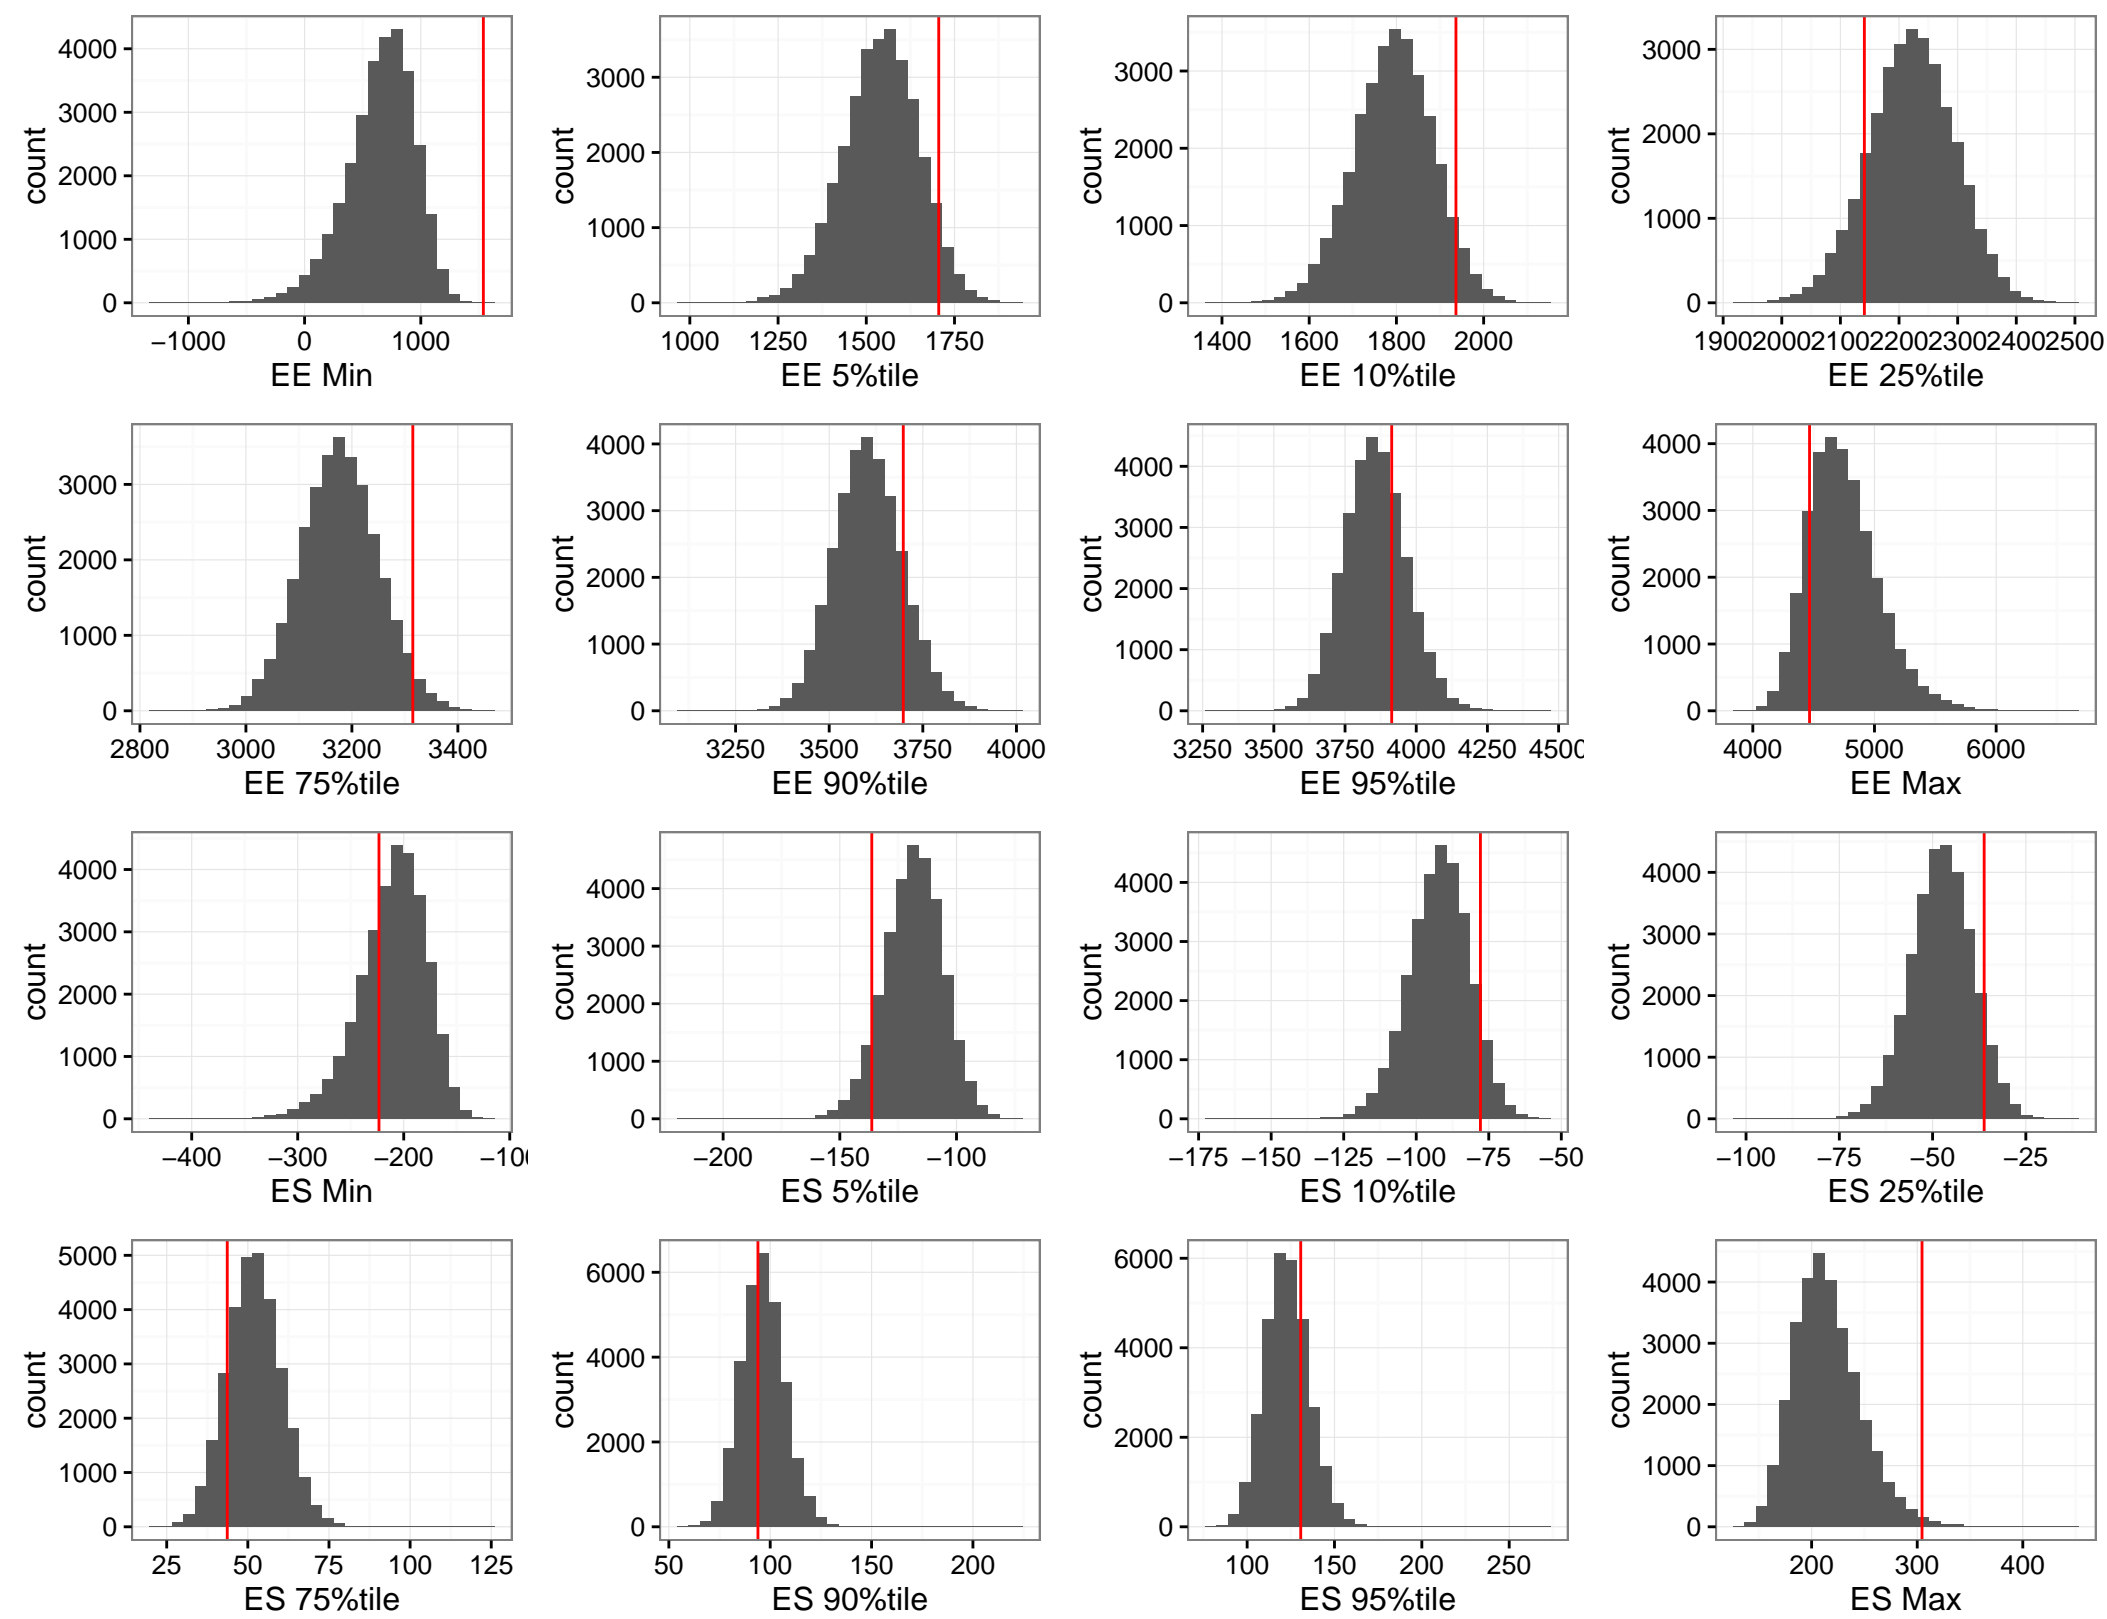 count
4000
3000
2000
1000
0
−1000 0 1000
EE Min
count
3000
2000
1000
0
1000 1250 1500 1750
EE 5%tile
count
3000
2000
1000
0
1400 1600 1800 2000
EE 10%tile
count
3000
2000
1000
0
1900 2000 2100 2200 2300 2400 2500
EE 25%tile
count
3000
2000
1000
0
2800 3000 3200 3400
EE 75%tile
count
4000
3000
2000
1000
0
3250 3500 3750 4000
EE 90%tile
count
4000
3000
2000
1000
0
3250 3500 3750 4000 4250 4500
EE 95%tile
count
4000
3000
2000
1000
0
4000 5000 6000
EE Max
count
4000
3000
2000
1000
0
−400 −300 −200 −100
ES Min
count
4000
3000
2000
1000
0
−200 −150 −100
ES 5%tile
count
4000
3000
2000
1000
0
−175 −150 −125 −100 −75 −50
ES 10%tile
count
4000
3000
2000
1000
0
−100 −75 −50 −25
ES 25%tile
count
5000
4000
3000
2000
1000
0
25 50 75 100 125
ES 75%tile
count
6000
4000
2000
0
50 100 150 200
ES 90%tile
count
6000
4000
2000
0
100 150 200 250
ES 95%tile
count
4000
3000
2000
1000
0
200 300 400
ES Max